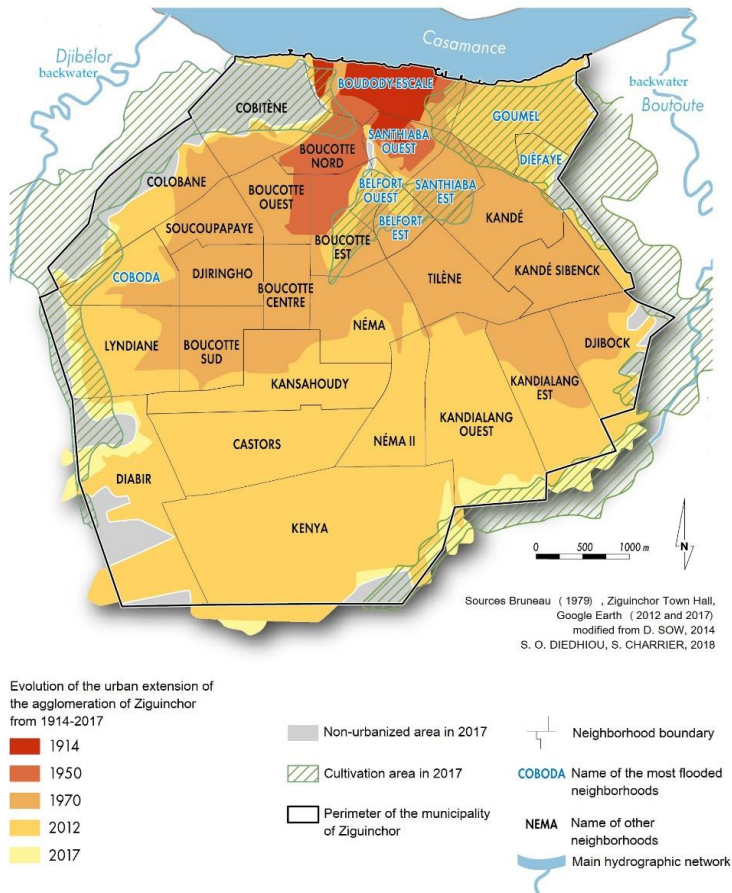 Casamance
Djibélor
backwater
backwater
Boutoute
BOUDODY-ESCALE
COBITÈNE
GOUMEL
SANTHIABA
OUEST
BOUCOTTE
NORD
DIÈFAYE
COLOBANE
BOUCOTTE
OUEST
BELFORT
OUEST
SANTHIABA
EST
SOUCOUPAPAYE
BELFORT
EST
KANDÉ
BOUCOTTE
EST
COBODA
DJIRINGHO
BOUCOTTE
CENTRE
TILÈNE
KANDÉ SIBENCK
LYNDIANE
BOUCOTTE
SUD
NÉMA
DJIBOCK
KANSAHOUDY
KANDIALANG
EST
CASTORS
NÉMA II
KANDIALANG
OUEST
DIABIR
KENYA
0 500 1000 m
N
Sources Bruneau ( 1979) , Ziguinchor Town Hall,
Google Earth ( 2012 and 2017)
modified from D. SOW, 2014
S. O. DIEDHIOU, S. CHARRIER, 2018
Evolution of the urban extension of
the agglomeration of Ziguinchor
from 1914-2017
1914
1950
1970
2012
2017
Non-urbanized area in 2017
Cultivation area in 2017
Perimeter of the municipality
of Ziguinchor
Neighborhood boundary
COBODA Name of the most flooded
neighborhoods
NEMA Name of other
neighborhoods
Main hydrographic network